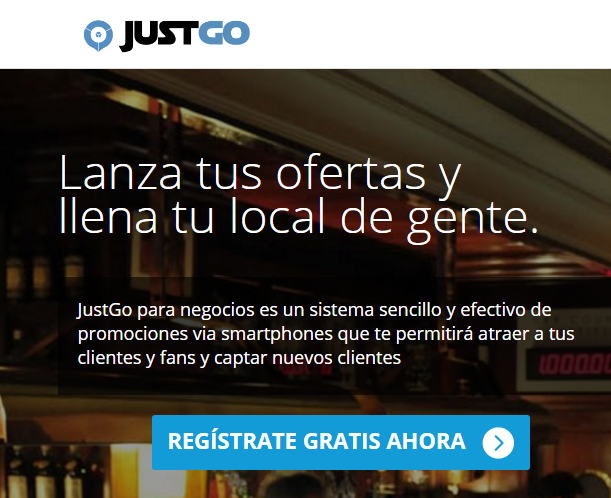 JUSTGO
Lanza tus ofertas y
llena tu local de gente.
JustGo para negocios es un sistema sencillo y efectivo de
promociones via smartphones que te permitirá atraer a tus
clientes y fans y captar nuevos clientes
REGÍSTRATE GRATIS AHORA